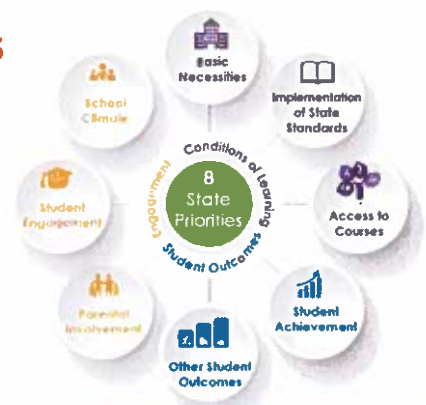 Basic
Necessities
Implementation
of State
Standards
Access to
Courses
Student
Achievement
Other Student
Outcomes
Parental
Involvement
Student
Engagement
School
Climate
Conditions of Learning
Engagement
Student Outcomes
8
State
Priorities